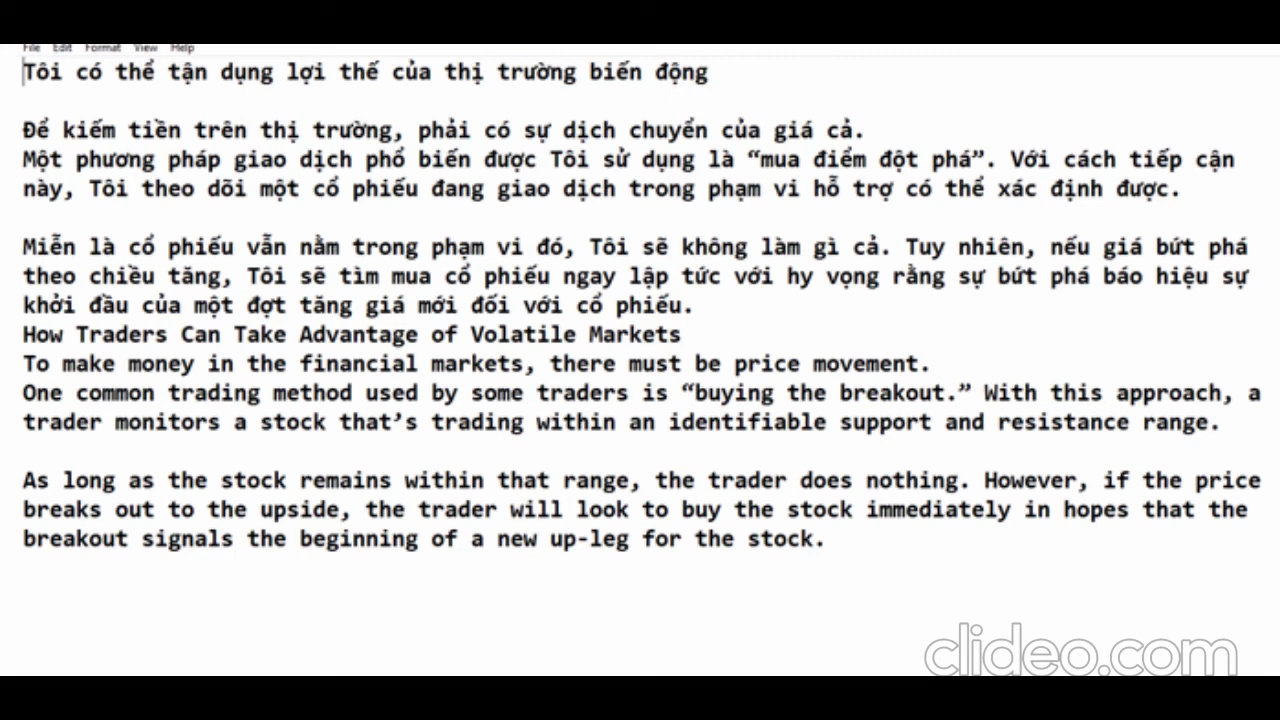 File Edit Format View Help
Tôi có thể tận dụng lợi thế của thị trường biến động
Để kiếm tiền trên thị trường, phải có sự dịch chuyển của giá cả.
Một phương pháp giao dịch phổ biến được Tôi sử dụng là “mua điểm đột phá”. Với cách tiếp cận
này, Tôi theo dõi một cổ phiếu đang giao dịch trong phạm vi hỗ trợ có thể xác định được.
Miễn là cổ phiếu vẫn nằm trong phạm vi đó, Tôi sẽ không làm gì cả. Tuy nhiên, nếu giá bứt phá
theo chiều tăng, Tôi sẽ tìm mua cổ phiếu ngay lập tức với hy vọng rằng sự bứt phá báo hiệu sự
khởi đầu của một đợt tăng giá mới đối với cổ phiếu.
How Traders Can Take Advantage of Volatile Markets
To make money in the financial markets, there must be price movement.
One common trading method used by some traders is “buying the breakout.” With this approach, a
trader monitors a stock that’s trading within an identifiable support and resistance range.
As long as the stock remains within that range, the trader does nothing. However, if the price
breaks out to the upside, the trader will look to buy the stock immediately in hopes that the
breakout signals the beginning of a new up-leg for the stock.
clideo.com